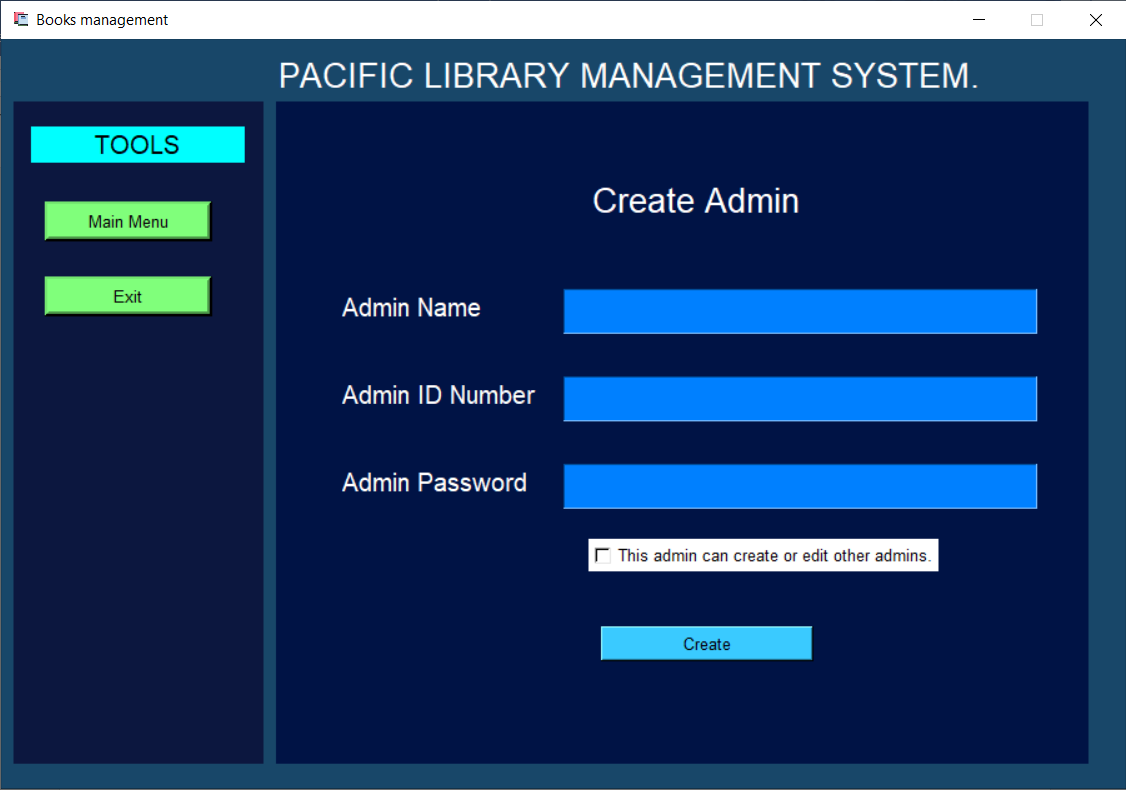 Books management
PACIFIC LIBRARY MANAGEMENT SYSTEM.
TOOLS
Main Menu
Exit
Create Admin
Admin Name
Admin ID Number
Admin Password
This admin can create or edit other admins.
Create